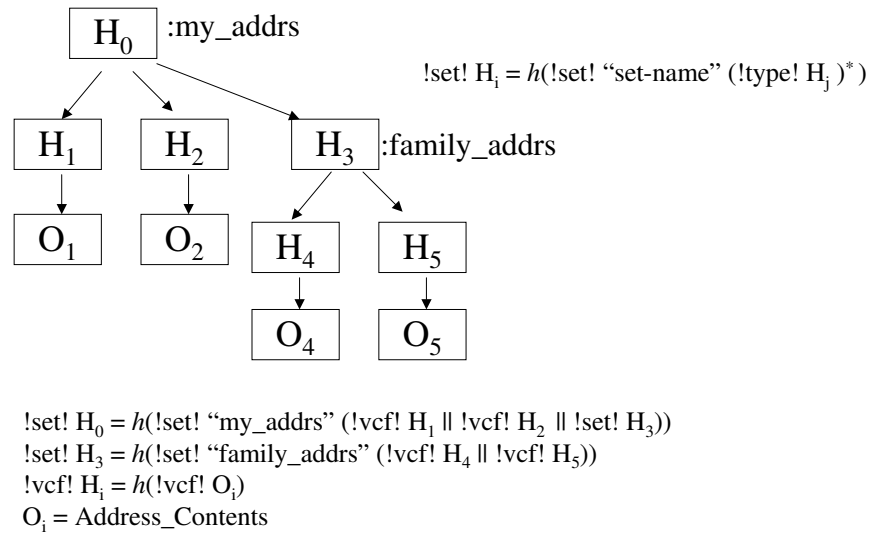 H₀ :my_addrs
!set! Hᵢ = h(!set! “set-name” (!type! Hⱼ )*)
H₁ H₂ H₃ :family_addrs
O₁ O₂ H₄ H₅
O₄ O₅
!set! H₀ = h(!set! “my_addrs” (!vcf! H₁ || !vcf! H₂ || !set! H₃))
!set! H₃ = h(!set! “family_addrs” (!vcf! H₄ || !vcf! H₅))
!vcf! Hᵢ = h(!vcf! Oᵢ)
Oᵢ = Address_Contents